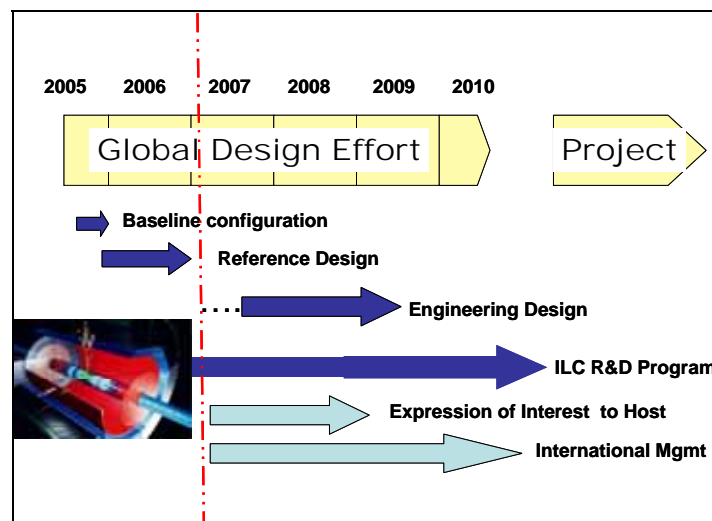 2005 2006 2007 2008 2009 2010
Global Design Effort
Project
Baseline configuration
Reference Design
Engineering Design
ILC R&D Program
Expression of Interest to Host
International Mgmt